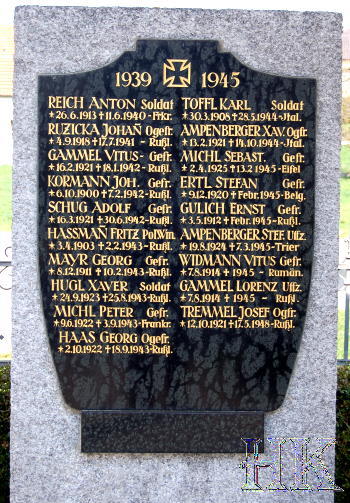 1939 1945
REICH ANTON Soldat
*26.6.1913 +11.6.1940-Frkr.
RUZICKA JOHAÑ Ogefr.
*4.9.1918 +17.7.1941 - Rußl.
GAMMEL VITUS- Gefr.
*16.2.1921 +18.1.1942 - Rußl.
KORMANN JOH. Gefr.
*6.10.1900 +7.2.1942 - Rußl.
SCHUG ADOLF Gefr.
*16.3.1921 +30.6.1942-Rußl.
HASSMAÑ FRITZ PolWm.
*3.4.1903 +2.2.1943-Rußl.
MAYR GEORG Gefr.
*8.12.1911 +10.2.1943-Rußl.
HUGL XAVER Soldat
*24.9.1923 +25.8.1943-Rußl.
MICHL PETER Gefr.
*9.6.1922 +3.9.1943-Frankr.
HAAS GEORG Ogefr.
*2.10.1922 +18.9.1943-Rußl.
TOFFL KARL Soldat
*30.3.1908 +28.5.1944-Jtal.
AMPENBERGER XAV. Ogfr.
*13.2.1921 +14.10.1944-Jtal.
MICHL SEBAST. Gefr.
*2.4.1925 +13.2.1945-Eifel
ERTL STEFAN Gefr.
*9.12.1920 +Febr.1945-Belg.
GULICH ERNST Gefr.
*3.5.1912 +Febr.1945-Rußl.
AMPENBERGER STEF. Uffz.
*19.8.1924 +7.3.1945-Trier
WIDMANN VITUS Gefr.
*7.8.1914 + 1945 - Rumän.
GAMMEL LORENZ Uffz.
*7.8.1914 + 1945 - Rußl.
TREMMEL JOSEF Ogfr.
*12.10.1921 +17.5.1948-Rußl.
HK